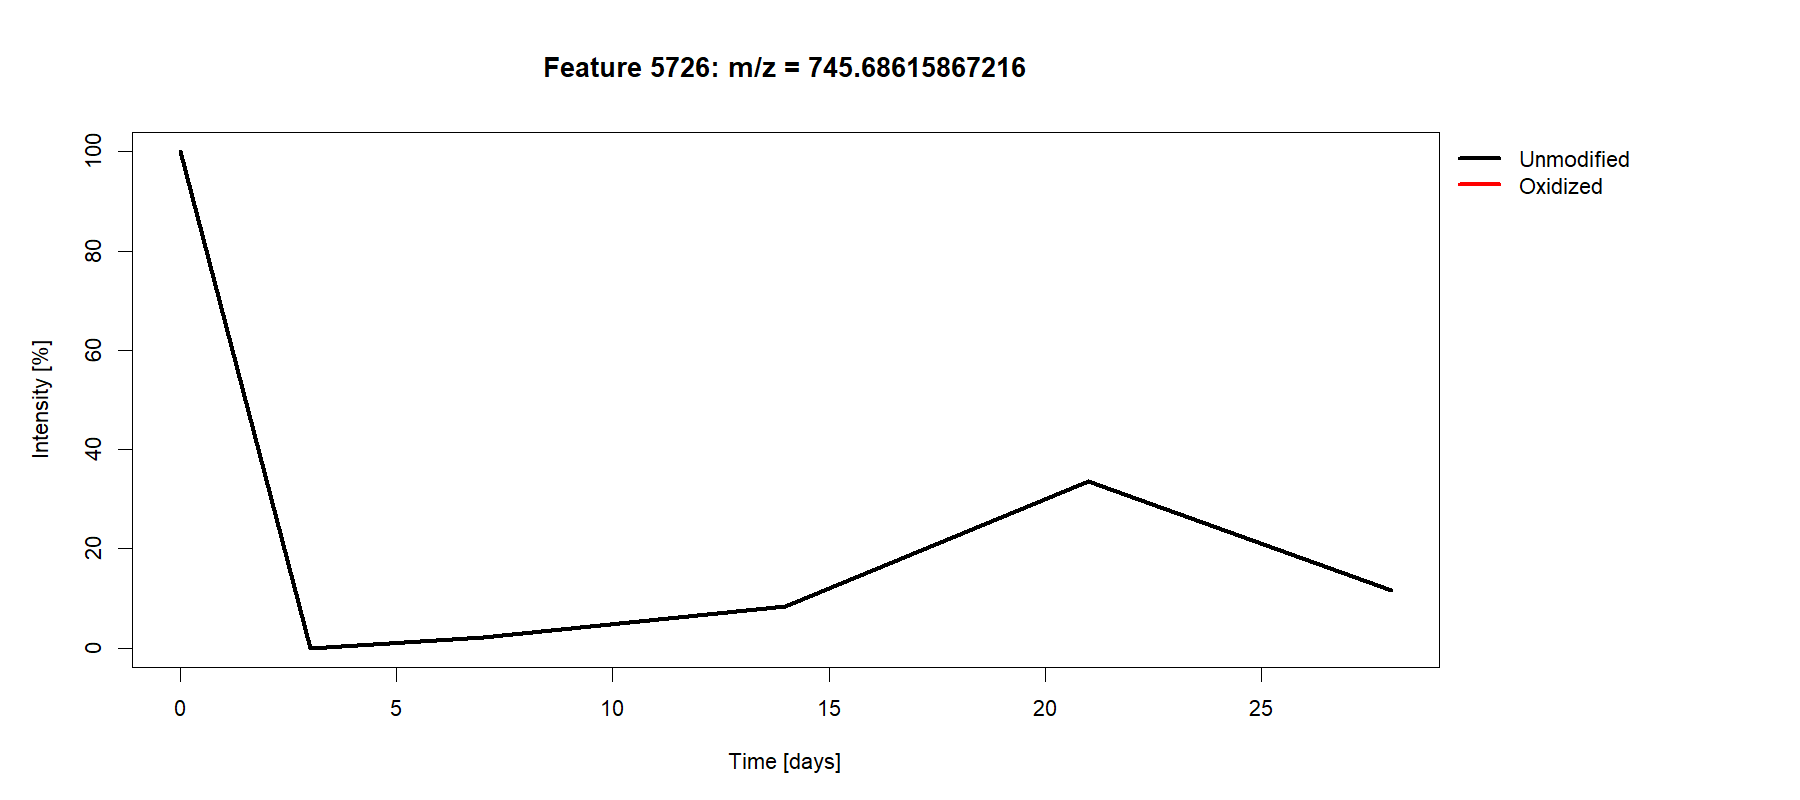 Feature 5726: m/z = 745.68615867216
Unmodified
Oxidized
Intensity [%]
100
80
60
40
20
0
0 5 10 15 20 25
Time [days]